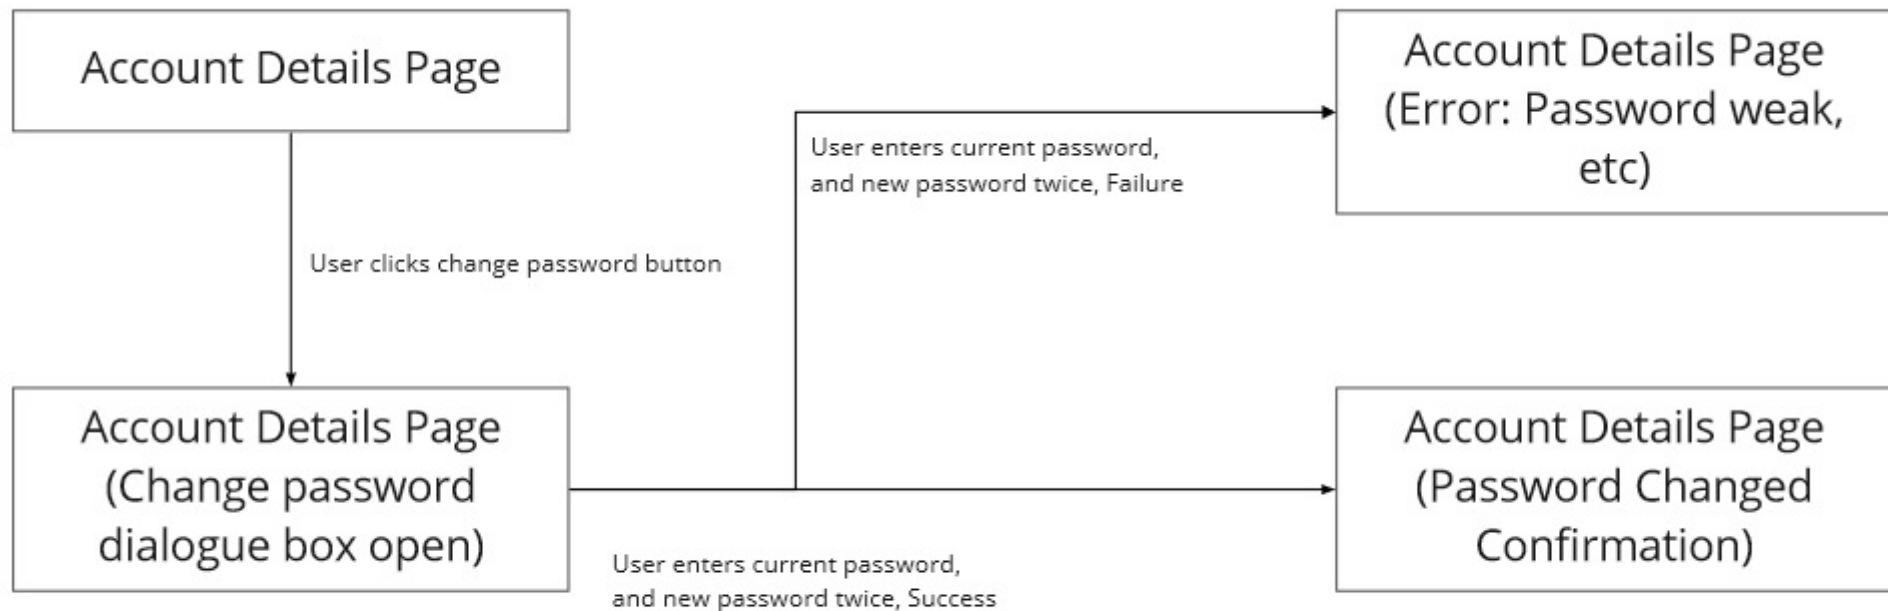 Account Details Page
User clicks change password button
Account Details Page
(Change password
dialogue box open)
User enters current password,
and new password twice, Failure
Account Details Page
(Error: Password weak,
etc)
User enters current password,
and new password twice, Success
Account Details Page
(Password Changed
Confirmation)